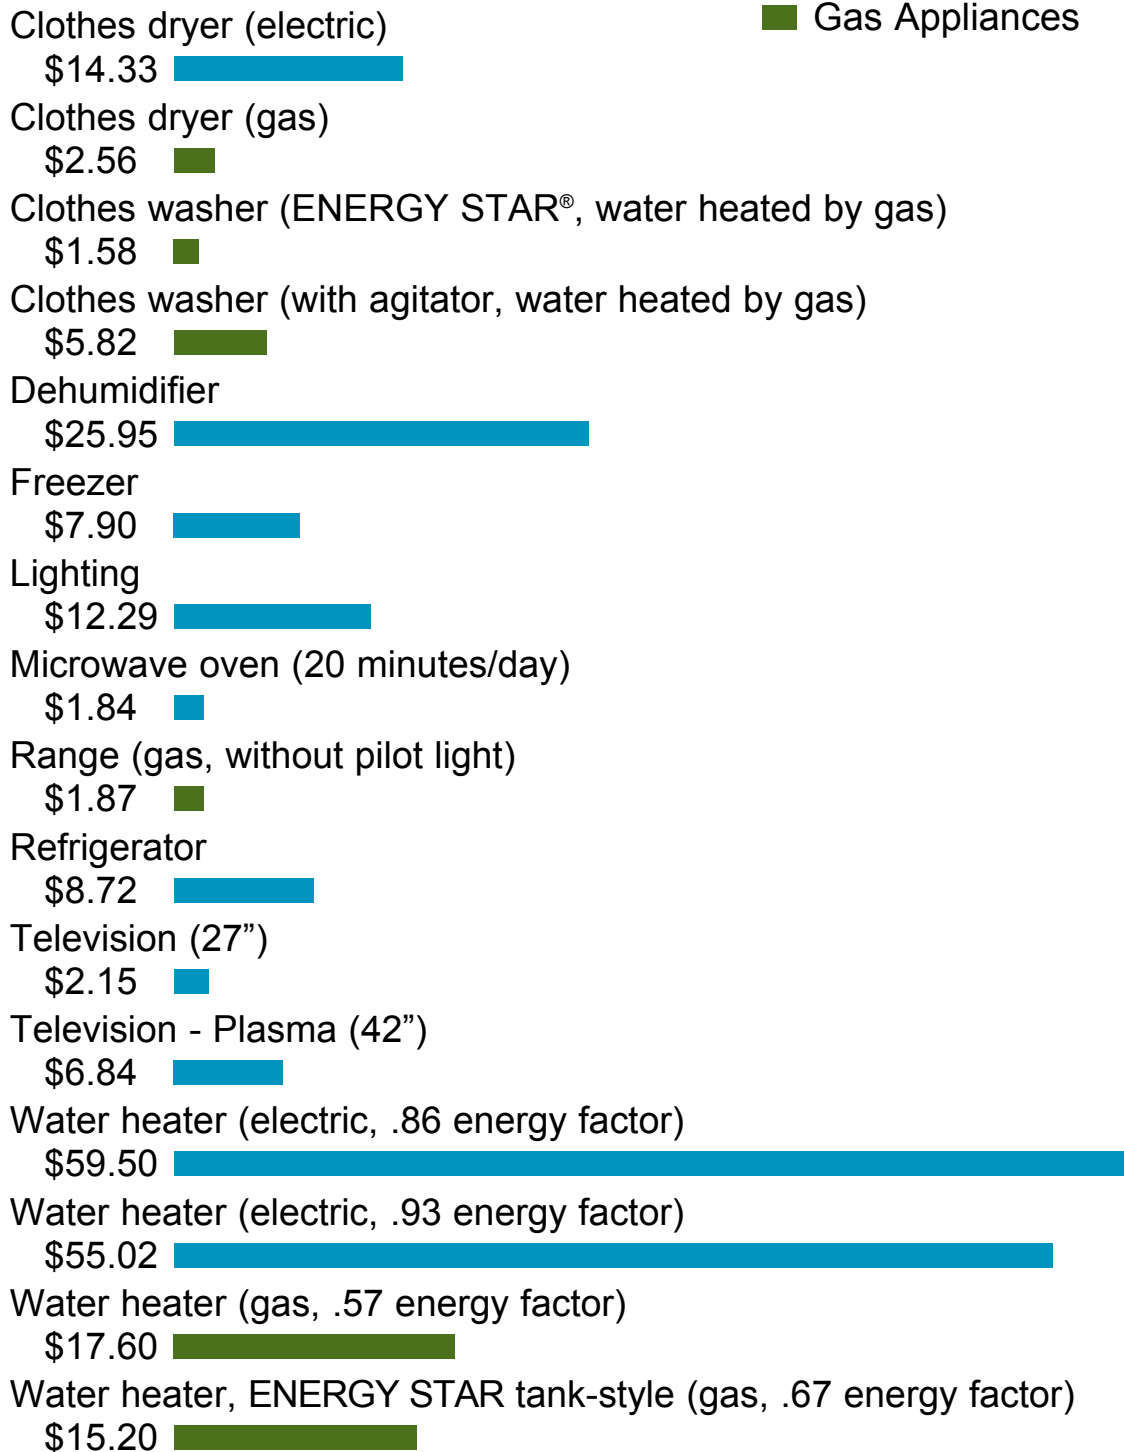 Clothes dryer (electric)
Gas Appliances
$14.33
Clothes dryer (gas)
$2.56
Clothes washer (ENERGY STAR®, water heated by gas)
$1.58
Clothes washer (with agitator, water heated by gas)
$5.82
Dehumidifier
$25.95
Freezer
$7.90
Lighting
$12.29
Microwave oven (20 minutes/day)
$1.84
Range (gas, without pilot light)
$1.87
Refrigerator
$8.72
Television (27”)
$2.15
Television - Plasma (42”)
$6.84
Water heater (electric, .86 energy factor)
$59.50
Water heater (electric, .93 energy factor)
$55.02
Water heater (gas, .57 energy factor)
$17.60
Water heater, ENERGY STAR tank-style (gas, .67 energy factor)
$15.20